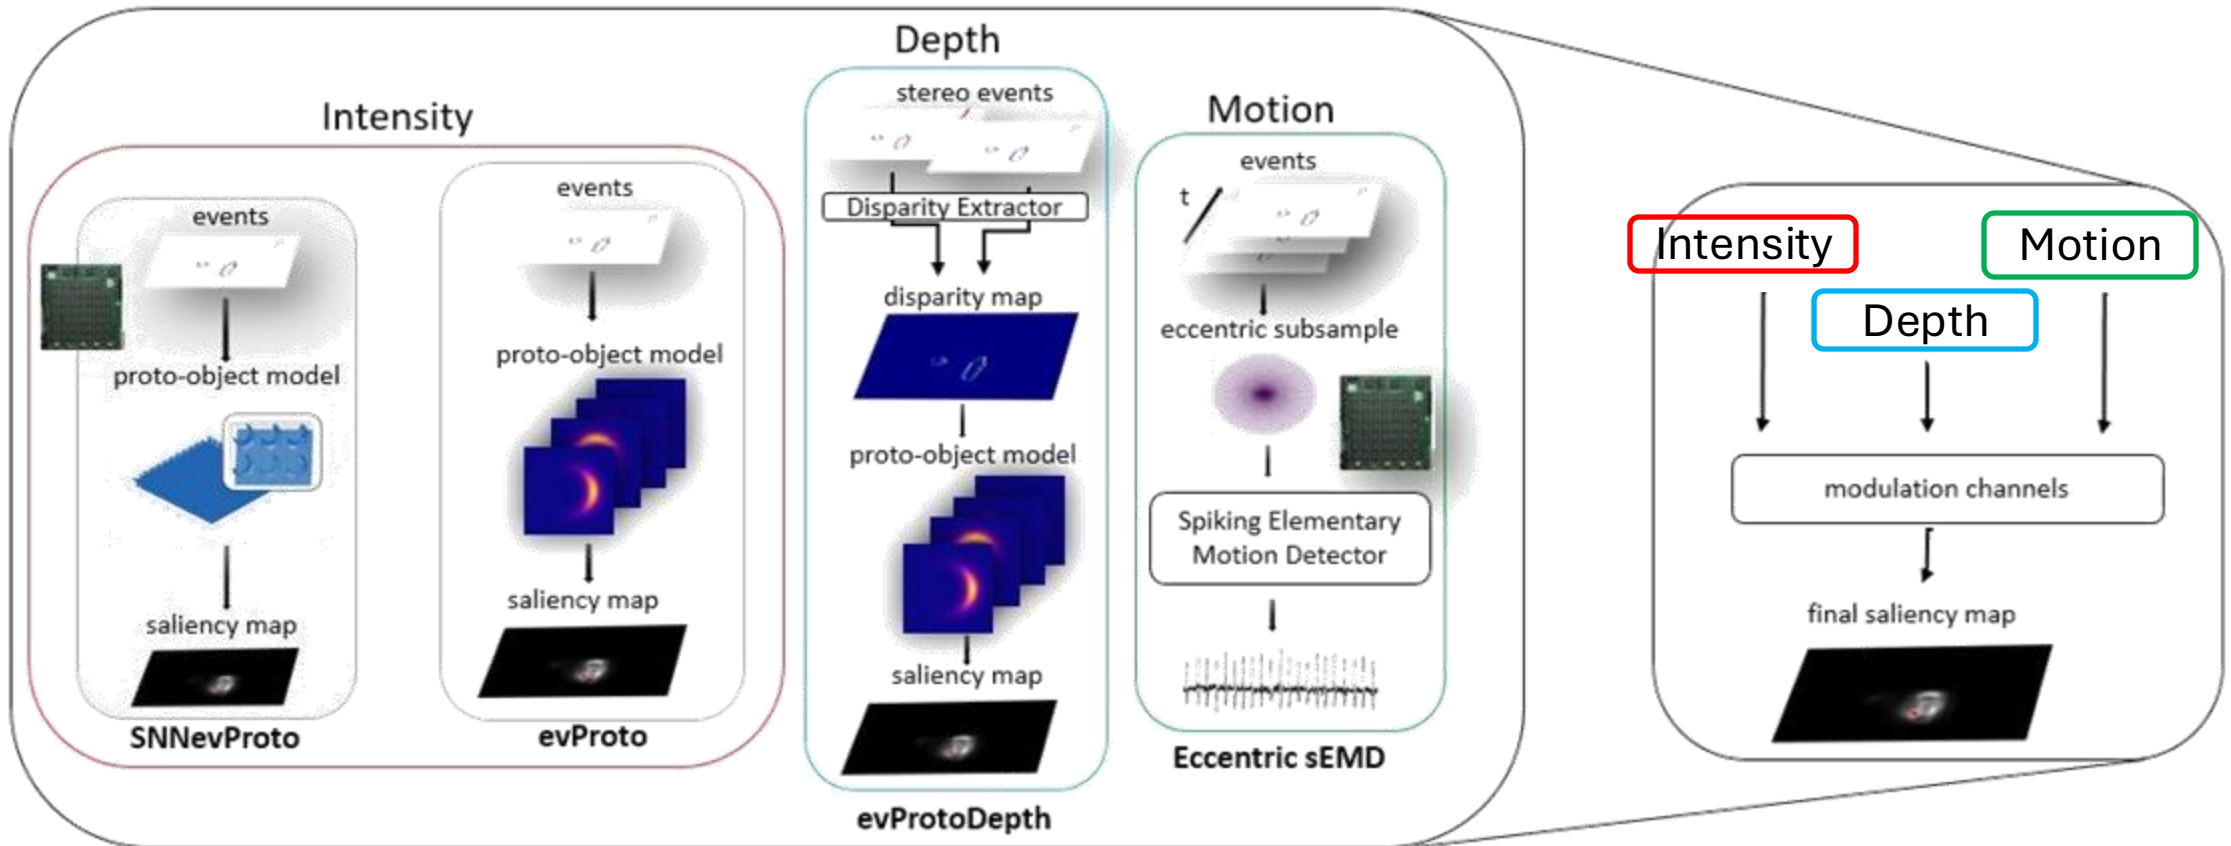 Intensity
events
proto-object model
saliency map
SNNevProto
events
proto-object model
saliency map
evProto
Depth
stereo events
Disparity Extractor
disparity map
proto-object model
saliency map
evProtoDepth
Motion
events
t
eccentric subsample
Spiking Elementary
Motion Detector
Eccentric sEMD
Intensity
Motion
Depth
modulation channels
final saliency map